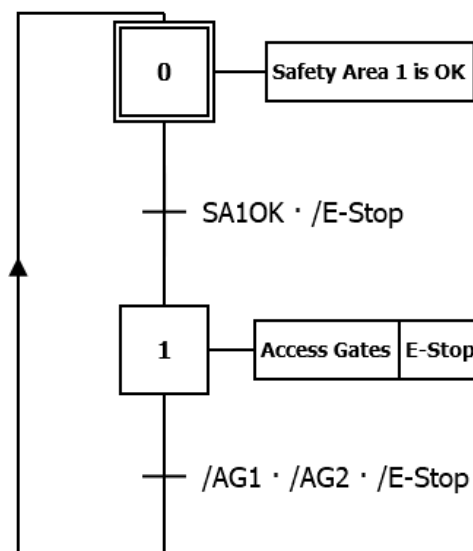 0
Safety Area 1 is OK
SA1OK · /E-Stop
1
Access Gates
E-Stop
/AG1 · /AG2 · /E-Stop